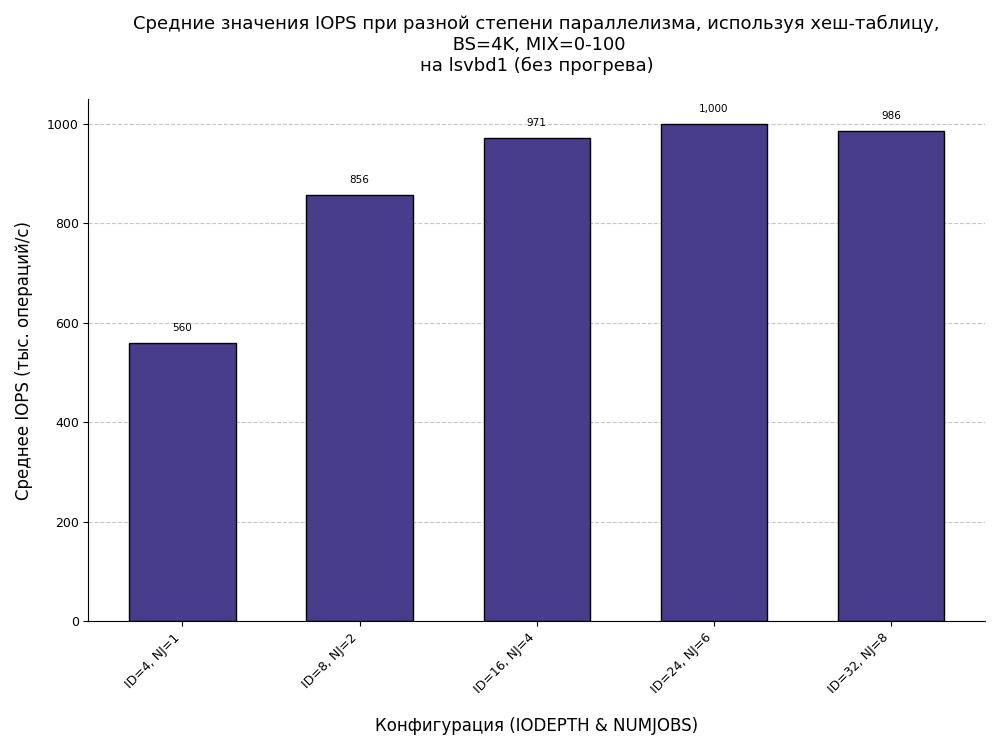 Средние значения IOPS при разной степени параллелизма, используя хеш-таблицу,
BS=4K, MIX=0-100
на lsvbd1 (без прогрева)
Среднее IOPS (тыс. операций/с)
1000
800
600
400
200
0
560
856
971
1,000
986
ID=4, NJ=1
ID=8, NJ=2
ID=16, NJ=4
ID=24, NJ=6
ID=32, NJ=8
Конфигурация (IODEPTH & NUMJOBS)